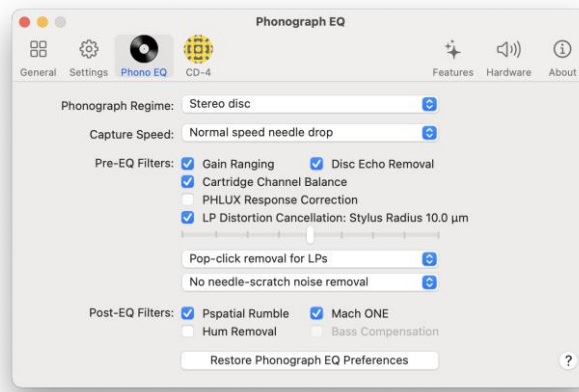 Phonograph EQ
General Settings Phono EQ CD-4 Features Hardware About
Phonograph Regime: Stereo disc
Capture Speed: Normal speed needle drop
Pre-EQ Filters: Gain Ranging Disc Echo Removal
Cartridge Channel Balance
PHLUX Response Correction
LP Distortion Cancellation: Stylus Radius 10.0 µm
Pop-click removal for LPs
No needle-scratch noise removal
Post-EQ Filters: Pspatial Rumble Mach ONE
Hum Removal Bass Compensation
Restore Phonograph EQ Preferences ?